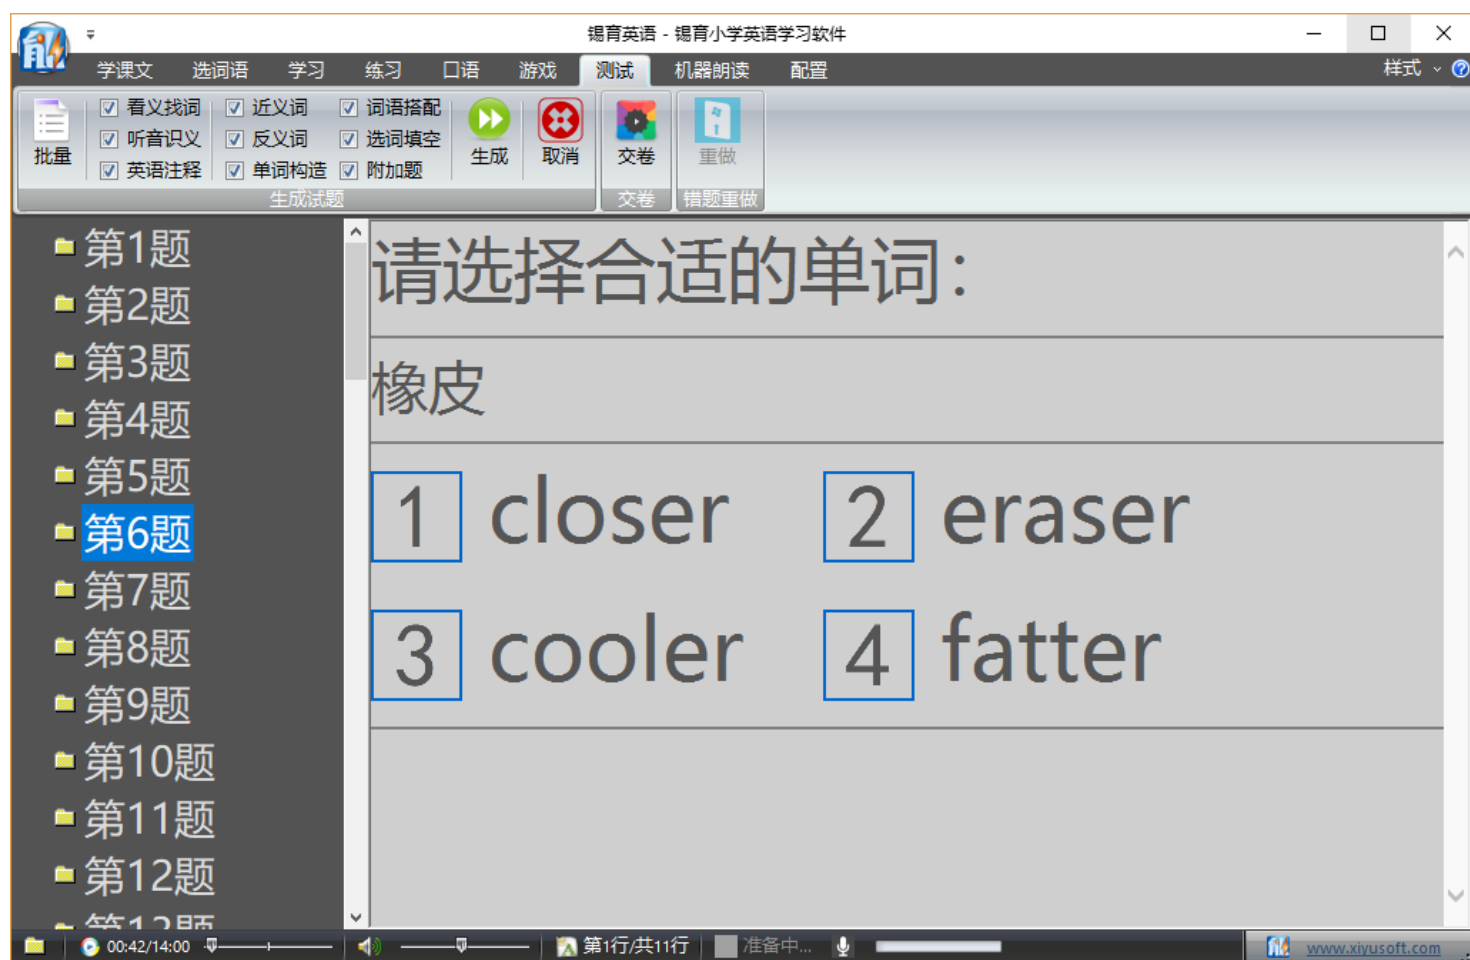 锡育英语 - 锡育小学英语学习软件
学课文 选词语 学习 练习 口语 游戏 测试 机器朗读 配置 样式
看义找词 近义词 词语搭配
听音识义 反义词 选词填空
英语注释 单词构造 附加题
批量 生成 取消 交卷 重做
生成试题 交卷 错题重做
第1题
第2题
第3题
第4题
第5题
第6题
第7题
第8题
第9题
第10题
第11题
第12题
请选择合适的单词：
橡皮
1 closer 2 eraser
3 cooler 4 fatter
00:42/14:00 第1行/共11行 准备中... www.xiyusoft.com